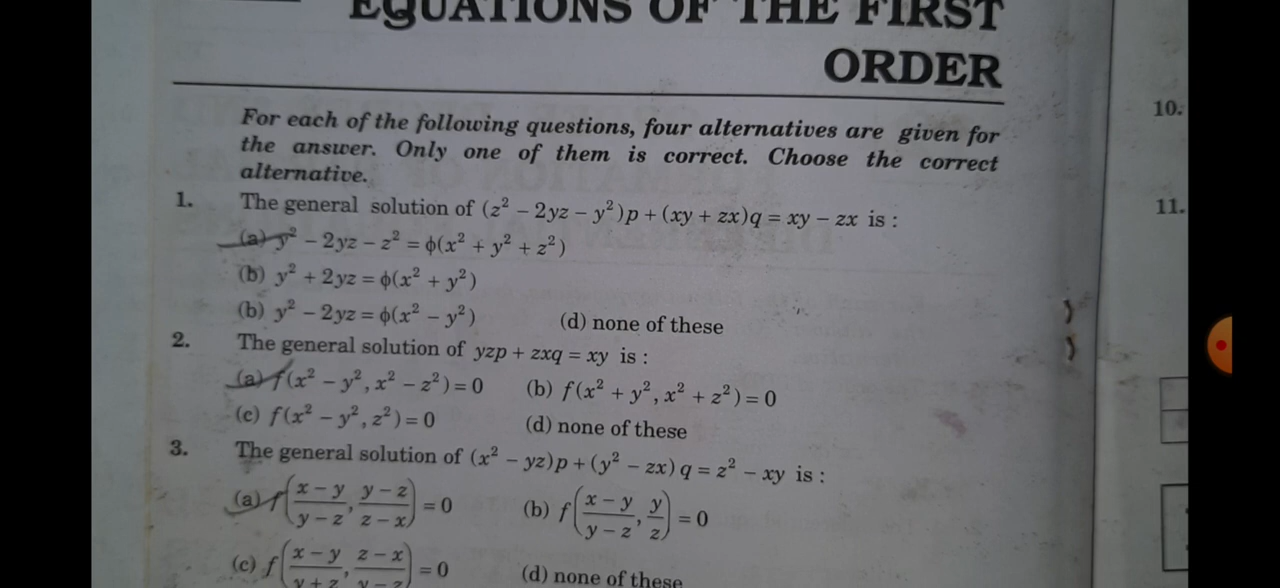 EQUATIONS OF THE FIRST
ORDER
For each of the following questions, four alternatives are given for
the answer. Only one of them is correct. Choose the correct
alternative.
1. The general solution of (z² − 2yz − y²)p + (xy + zx)q = xy − zx is :
(a) y² − 2yz − z² = ϕ(x² + y² + z²)
(b) y² + 2yz = ϕ(x² + y²)
(b) y² − 2yz = ϕ(x² − y²) (d) none of these
2. The general solution of yzp + zxq = xy is :
(a) f(x² − y², x² − z²) = 0 (b) f(x² + y², x² + z²) = 0
(c) f(x² − y², z²) = 0 (d) none of these
3. The general solution of (x² − yz)p + (y² − zx)q = z² − xy is :
(a) f((x − y)/(y − z), (y − z)/(z − x)) = 0 (b) f((x − y)/(y − z), y/z) = 0
(c) f((x − y)/(y + z), (z − x)/(y − z)) = 0 (d) none of these
10.
11.